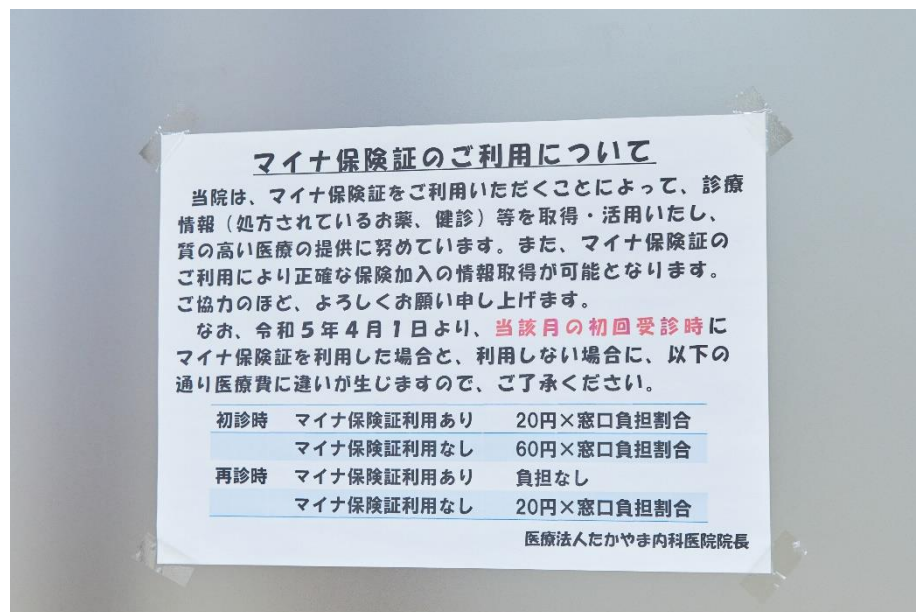 マイナ保険証のご利用について
当院は、マイナ保険証をご利用いただくことによって、診療
情報（処方されているお薬、健診）等を取得・活用いたし、
質の高い医療の提供に努めています。また、マイナ保険証の
ご利用により正確な保険加入の情報取得が可能となります。
ご協力のほど、よろしくお願い申し上げます。
なお、令和５年４月１日より、当該月の初回受診時に
マイナ保険証を利用した場合と、利用しない場合に、以下の
通り医療費に違いが生じますので、ご了承ください。
初診時 マイナ保険証利用あり 20円×窓口負担割合
マイナ保険証利用なし 60円×窓口負担割合
再診時 マイナ保険証利用あり 負担なし
マイナ保険証利用なし 20円×窓口負担割合
医療法人たかやま内科医院院長